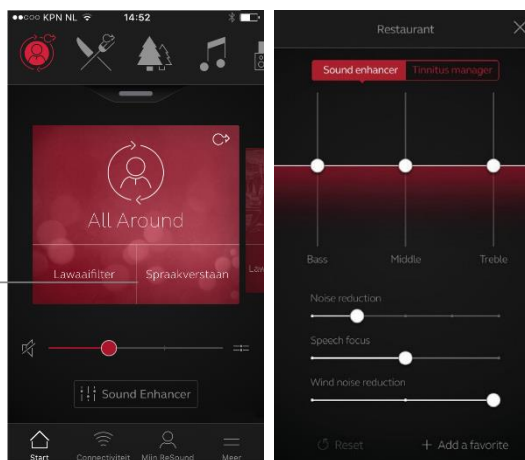 KPN NL 14:52
All Around
Lawaaifilter Spraakverstaan Law
Sound Enhancer
Start Connectiviteit Mijn ReSound Meer
Restaurant
Sound enhancer Tinnitus manager
Bass Middle Treble
Noise reduction
Speech focus
Wind noise reduction
Reset + Add a favorite